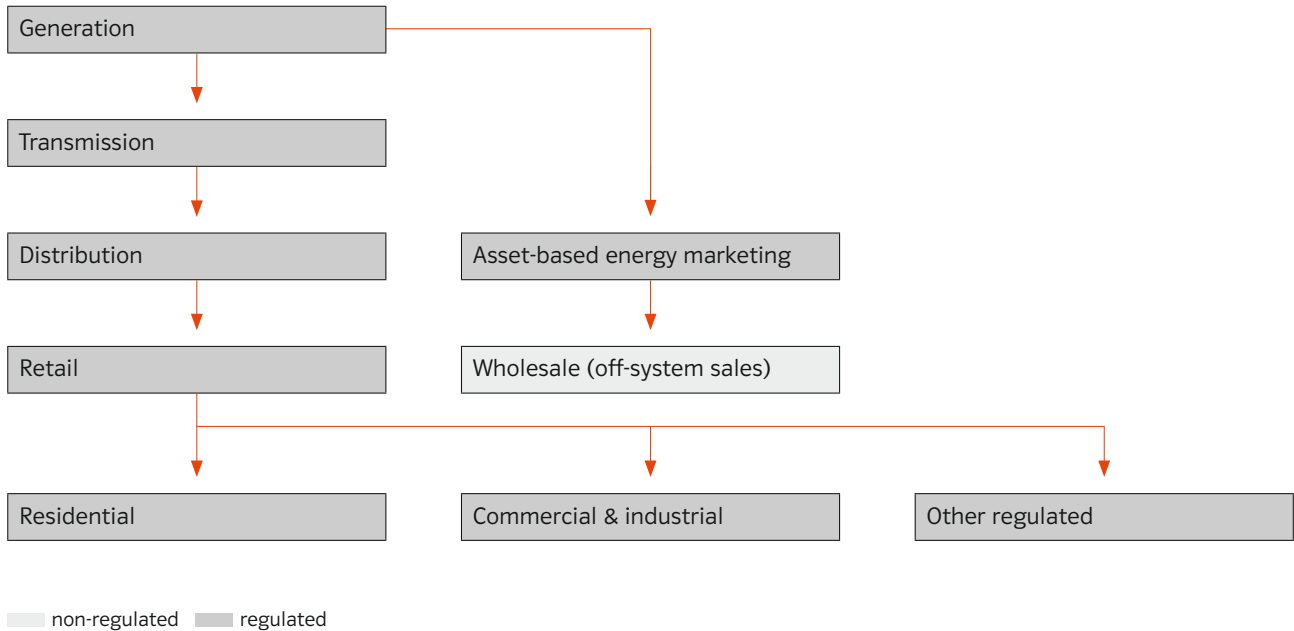 Generation
Transmission
Distribution
Asset-based energy marketing
Retail
Wholesale (off-system sales)
Residential
Commercial & industrial
Other regulated
non-regulated
regulated